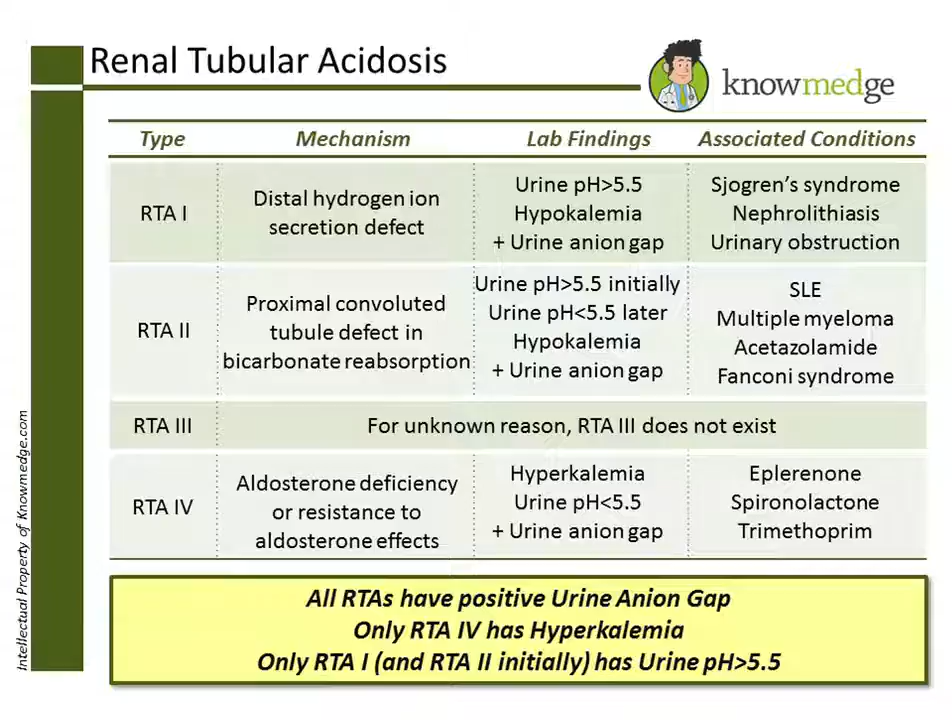 Renal Tubular Acidosis
knowmedge
Type Mechanism Lab Findings Associated Conditions
RTA I
Distal hydrogen ion
secretion defect
Urine pH>5.5
Hypokalemia
+ Urine anion gap
Sjogren's syndrome
Nephrolithiasis
Urinary obstruction
RTA II
Proximal convoluted
tubule defect in
bicarbonate reabsorption
Urine pH>5.5 initially
Urine pH<5.5 later
Hypokalemia
+ Urine anion gap
SLE
Multiple myeloma
Acetazolamide
Fanconi syndrome
RTA III
For unknown reason, RTA III does not exist
RTA IV
Aldosterone deficiency
or resistance to
aldosterone effects
Hyperkalemia
Urine pH<5.5
+ Urine anion gap
Eplerenone
Spironolactone
Trimethoprim
All RTAs have positive Urine Anion Gap
Only RTA IV has Hyperkalemia
Only RTA I (and RTA II initially) has Urine pH>5.5
Intellectual Property of Knowmedge.com